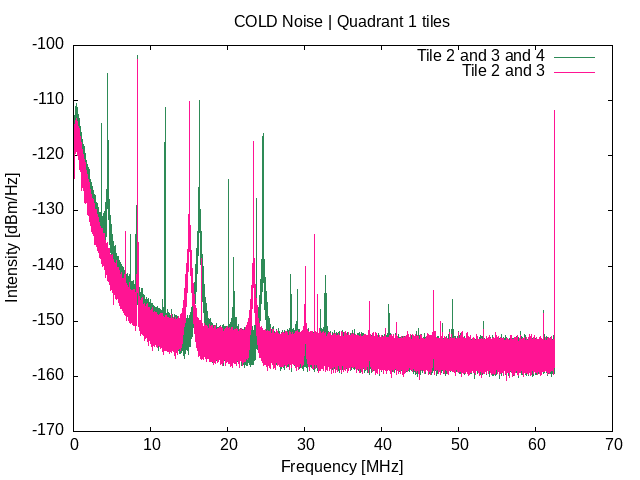 COLD Noise | Quadrant 1 tiles
Tile 2 and 3 and 4
Tile 2 and 3
Intensity [dBm/Hz]
-100
-110
-120
-130
-140
-150
-160
-170
0 10 20 30 40 50 60 70
Frequency [MHz]